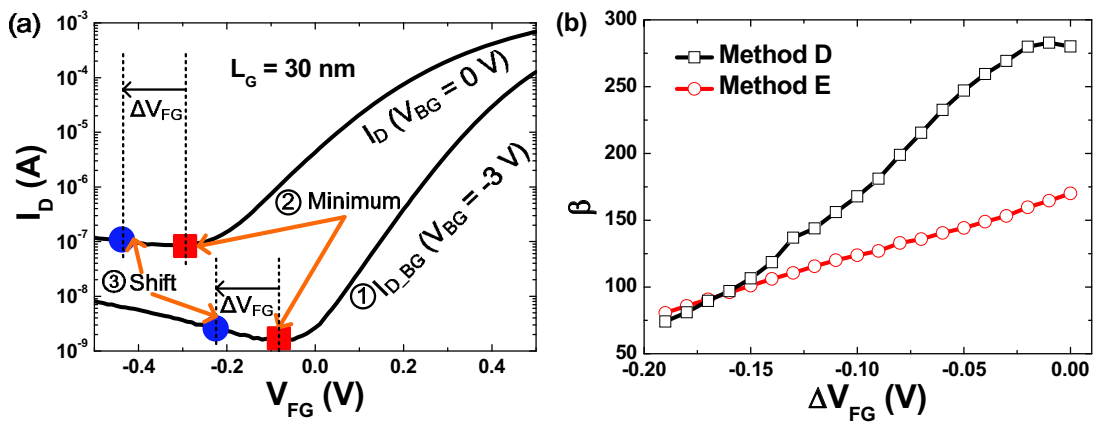 (a)
10⁻³
10⁻⁴
10⁻⁵
10⁻⁶
10⁻⁷
10⁻⁸
10⁻⁹
I_D (A)
L_G = 30 nm
ΔV_FG
I_D (V_BG = 0 V)
② Minimum
③ Shift
ΔV_FG
① I_D_BG (V_BG = -3 V)
-0.4
-0.2
0.0
0.2
0.4
V_FG (V)
(b)
300
250
200
150
100
50
β
Method D
Method E
-0.20
-0.15
-0.10
-0.05
0.00
ΔV_FG (V)